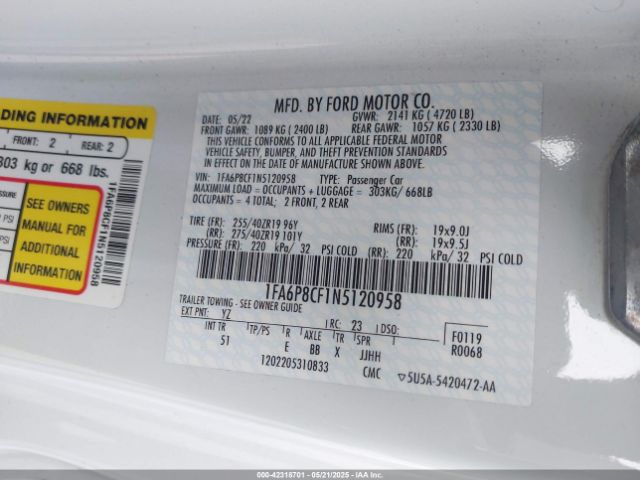 DING INFORMATION
FRONT: 2 REAR: 2
303 kg or 668 lbs.
SEE OWNERS
MANUAL FOR
ADDITIONAL
INFORMATION
PSI
PSI
1FA6P8CF1N5120958
MFD. BY FORD MOTOR CO.
DATE: 05/22 GVWR: 2141 KG ( 4720 LB)
FRONT GAWR: 1089 KG ( 2400 LB) REAR GAWR: 1057 KG ( 2330 LB)
THIS VEHICLE CONFORMS TO ALL APPLICABLE FEDERAL MOTOR
VEHICLE SAFETY, BUMPER, AND THEFT PREVENTION STANDARDS
IN EFFECT ON THE DATE OF MANUFACTURE SHOWN ABOVE.
VIN: 1FA6P8CF1N5120958 TYPE: Passenger Car
MAXIMUM LOAD = OCCUPANTS + LUGGAGE = 303KG/ 668LB
OCCUPANTS = 4 TOTAL; 2 FRONT, 2 REAR
TIRE (FR): 255/40ZR19 96Y RIMS (FR): 19x9.0J
(RR): 275/40ZR19 101Y (RR): 19x9.5J
PRESSURE (FR): 220 kPa/ 32 PSI COLD (RR): 220 kPa/ 32 PSI COLD
1FA6P8CF1N5120958
TRAILER TOWING - SEE OWNER GUIDE
EXT PNT: YZ RC: 23 DSO: F0119
INT TR TP/PS R AXLE TR SPR R0068
51 E BB X JJHH
1202205310833 CMC 5U5A-5420472-AA
000-42318701 - 05/21/2025 - IAAI.COM